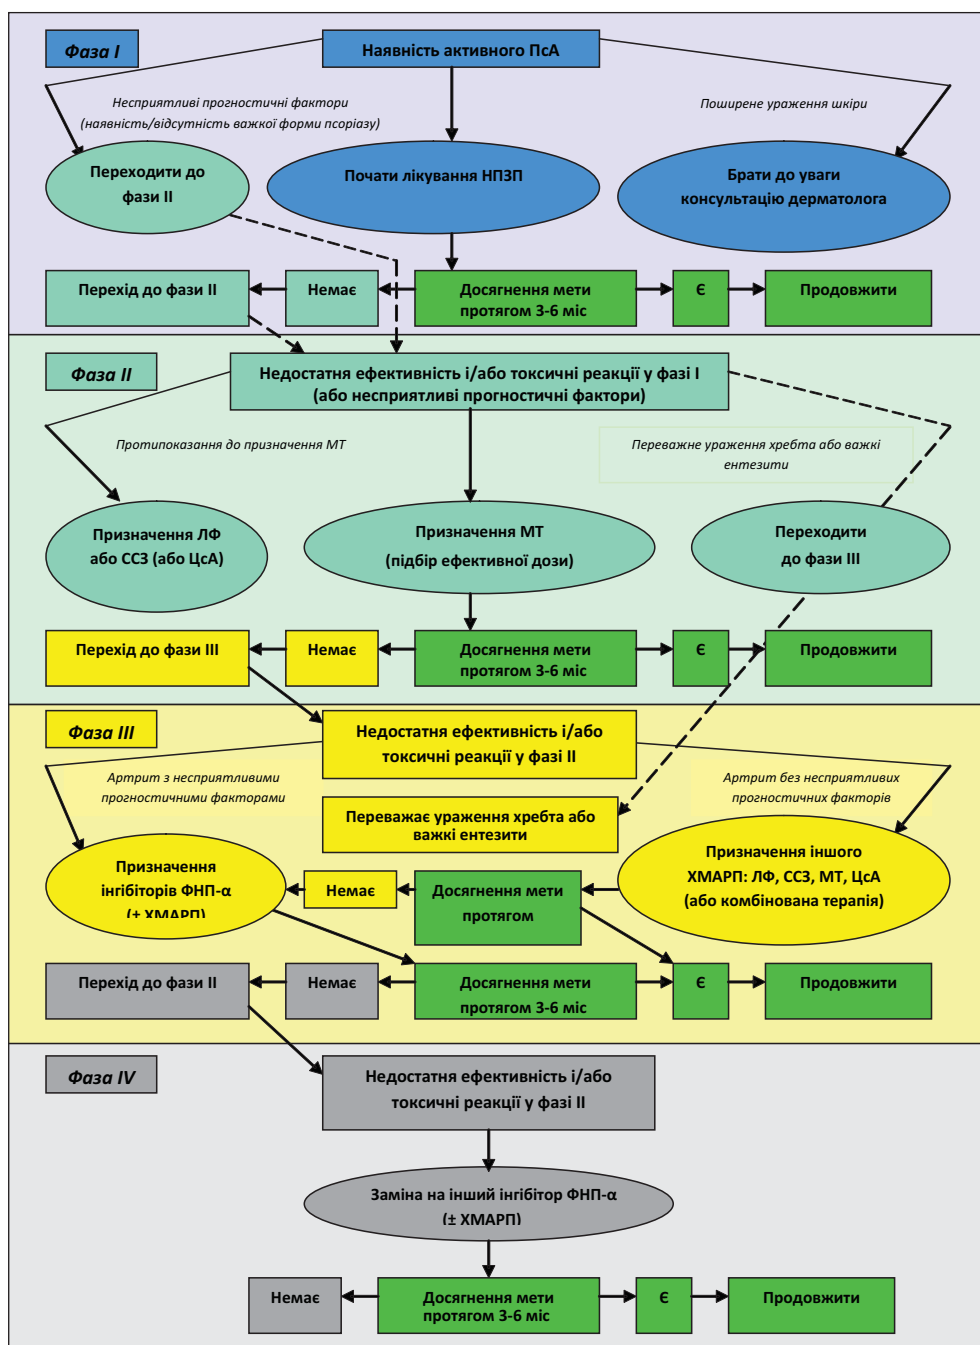 Фаза I
Наявність активного ПсА
Несприятливі прогностичні фактори
(наявність/відсутність важкої форми псоріазу)
Поширене ураження шкіри
Переходити до
фази II
Почати лікування НПЗП
Брати до уваги
консультацію дерматолога
Перехід до фази II
Немає
Досягнення мети
протягом 3-6 міс
Є
Продовжити
Фаза II
Недостатня ефективність і/або токсичні реакції у фазі I
(або несприятливі прогностичні фактори)
Протипоказання до призначення МТ
Переважне ураження хребта або важкі
ентезити
Призначення ЛФ
або ССЗ (або ЦсА)
Призначення МТ
(підбір ефективної дози)
Переходити
до фази III
Перехід до фази III
Немає
Досягнення мети
протягом 3-6 міс
Є
Продовжити
Фаза III
Недостатня ефективність і/або
токсичні реакції у фазі II
Артрит з несприятливими
прогностичними факторами
Артрит без несприятливих
прогностичних факторів
Переважає ураження хребта або
важкі ентезити
Призначення
інгібіторів ФНП-α
(± ХМАРП)
Немає
Досягнення мети
протягом
Призначення іншого
ХМАРП: ЛФ, ССЗ, МТ, ЦсА
(або комбінована терапія)
Перехід до фази II
Немає
Досягнення мети
протягом 3-6 міс
Є
Продовжити
Фаза IV
Недостатня ефективність і/або
токсичні реакції у фазі II
Заміна на інший інгібітор ФНП-α
(± ХМАРП)
Немає
Досягнення мети
протягом 3-6 міс
Є
Продовжити